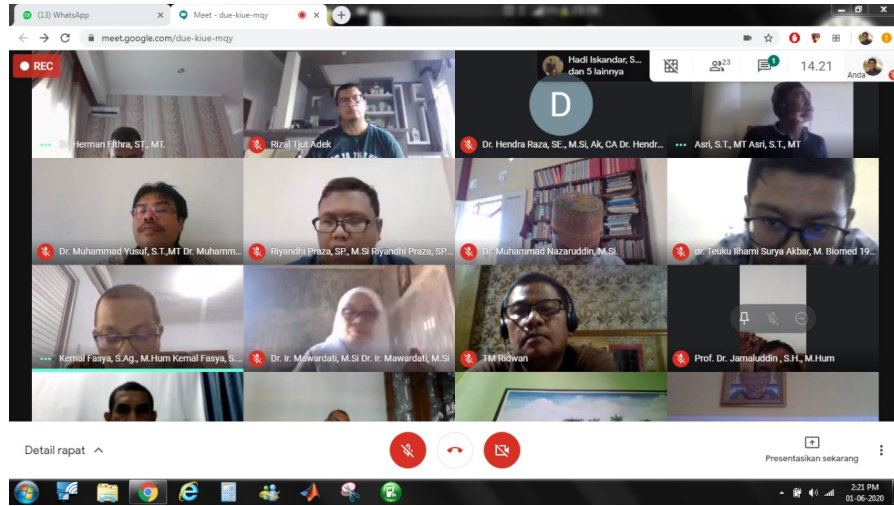 (13) WhatsApp
Meet - due-kiue-mqy
meet.google.com/due-kiue-mqy
REC
Hadi Iskandar, S...
dan 5 lainnya
23
1
14.21
Anda
D
Dr. Herman Fithra, ST., MT.
Rizal Tjut Adek
Dr. Hendra Raza, SE., M.Si, Ak, CA Dr. Hendr...
Asri, S.T., MT Asri, S.T., MT
Dr. Muhammad Yusuf, S.T.,MT Dr. Muhamm...
Riyandhi Praza, SP., M.Si Riyandhi Praza, SP...
Dr. Muhammad Nazaruddin, M.Si
dr. Teuku Ilhami Surya Akbar, M. Biomed 19...
Kemal Fasya, S.Ag., M.Hum Kemal Fasya, S....
Dr. Ir. Mawardati, M.Si Dr. Ir. Mawardati, M.Si
TM Ridwan
Prof. Dr. Jamaluddin , S.H., M.Hum
Detail rapat
Presentasikan sekarang
2:21 PM
01-06-2020